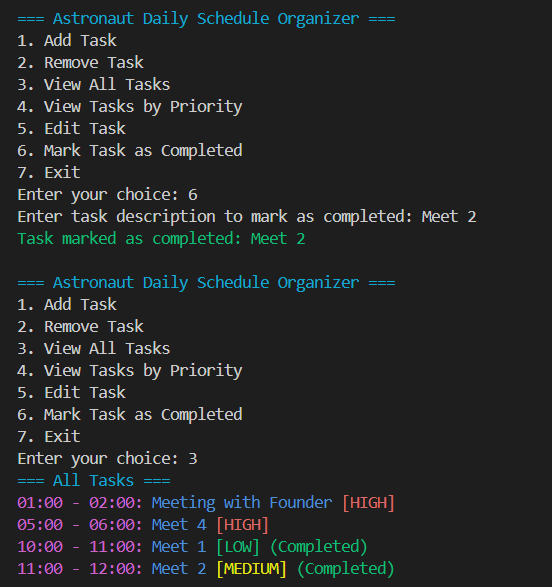 === Astronaut Daily Schedule Organizer ===
1. Add Task
2. Remove Task
3. View All Tasks
4. View Tasks by Priority
5. Edit Task
6. Mark Task as Completed
7. Exit
Enter your choice: 6
Enter task description to mark as completed: Meet 2
Task marked as completed: Meet 2

=== Astronaut Daily Schedule Organizer ===
1. Add Task
2. Remove Task
3. View All Tasks
4. View Tasks by Priority
5. Edit Task
6. Mark Task as Completed
7. Exit
Enter your choice: 3
=== All Tasks ===
01:00 - 02:00: Meeting with Founder [HIGH]
05:00 - 06:00: Meet 4 [HIGH]
10:00 - 11:00: Meet 1 [LOW] (Completed)
11:00 - 12:00: Meet 2 [MEDIUM] (Completed)